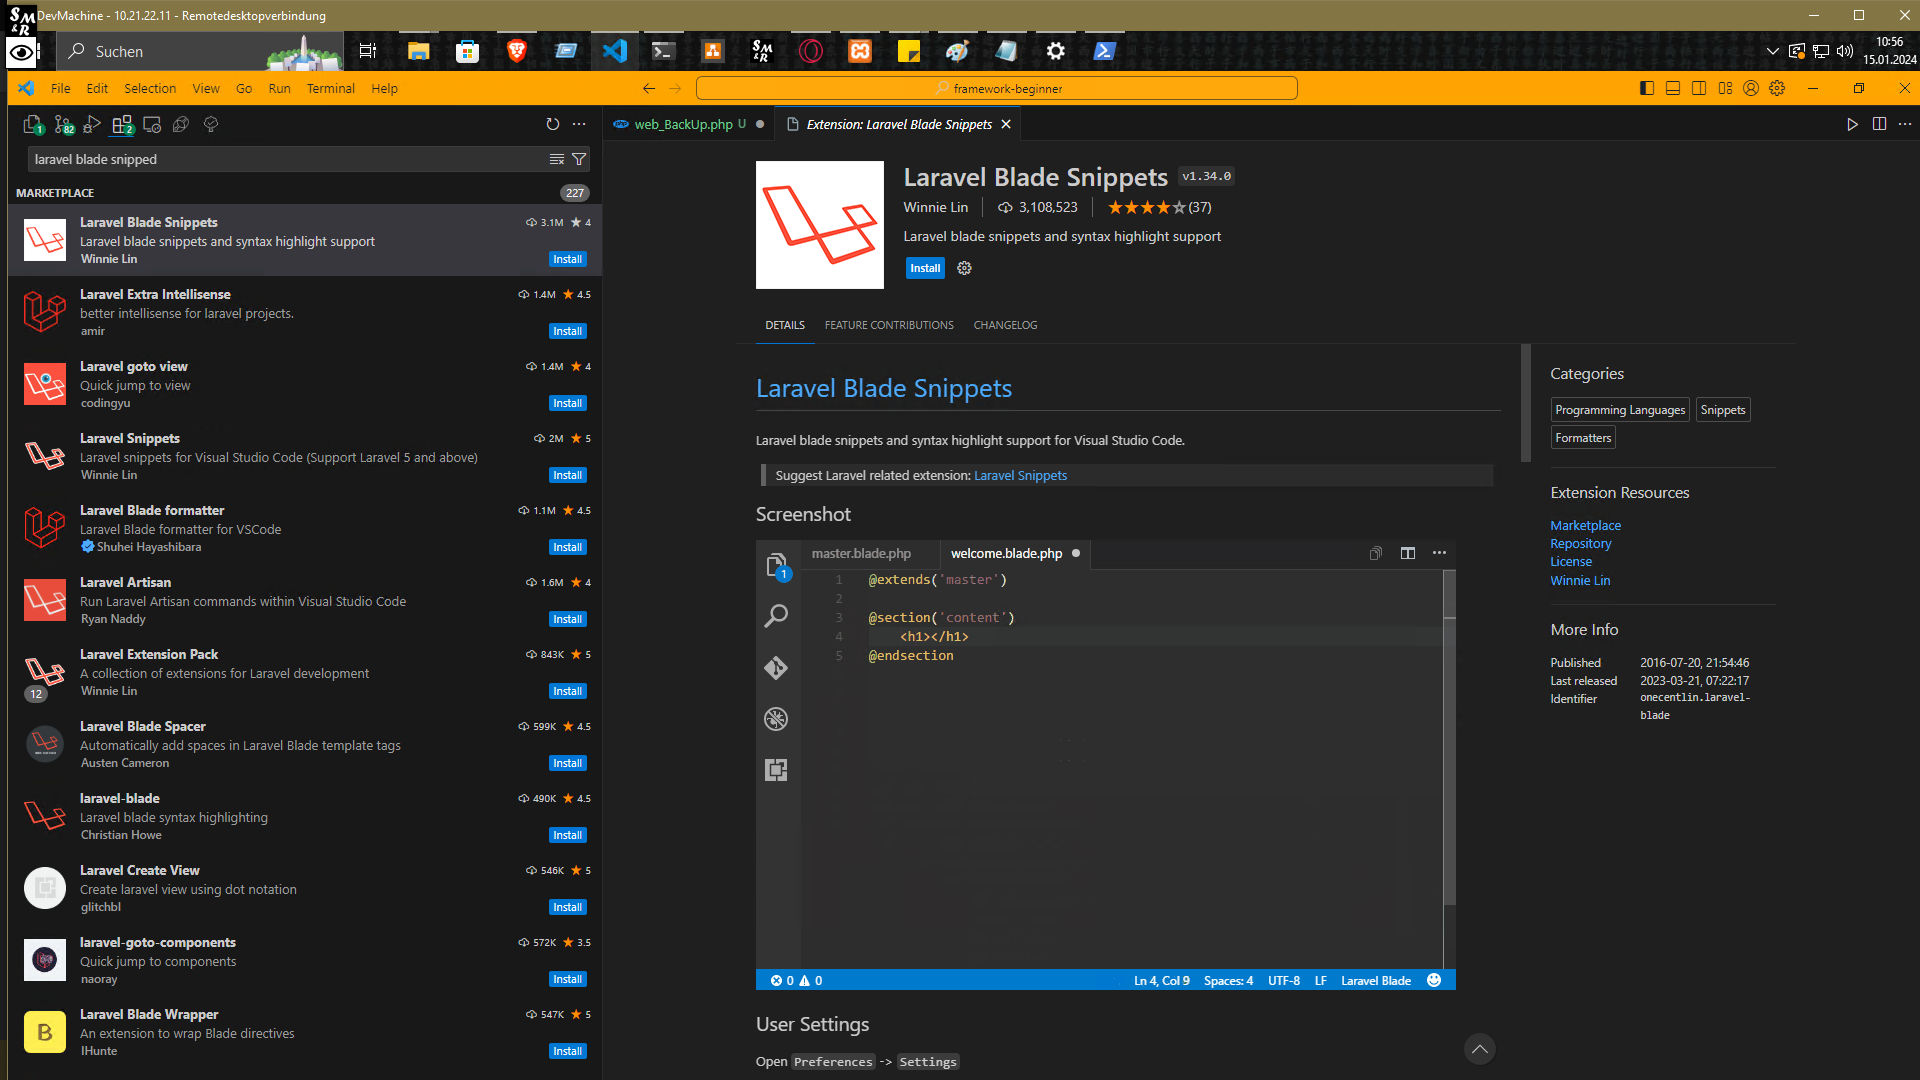 DevMachine - 10.21.22.11 - Remotedesktopverbindung
SM
&R
Suchen
SM
&R
10:56
15.01.2024
File Edit Selection View Go Run Terminal Help
framework-beginner
1
82
2
web_BackUp.php U
Extension: Laravel Blade Snippets
laravel blade snipped
MARKETPLACE 227
Laravel Blade Snippets 3.1M 4
Laravel blade snippets and syntax highlight support
Winnie Lin Install
Laravel Extra Intellisense 1.4M 4.5
better intellisense for laravel projects.
amir Install
Laravel goto view 1.4M 4
Quick jump to view
codingyu Install
Laravel Snippets 2M 5
Laravel snippets for Visual Studio Code (Support Laravel 5 and above)
Winnie Lin Install
Laravel Blade formatter 1.1M 4.5
Laravel Blade formatter for VSCode
Shuhei Hayashibara Install
Laravel Artisan 1.6M 4
Run Laravel Artisan commands within Visual Studio Code
Ryan Naddy Install
Laravel Extension Pack 843K 5
A collection of extensions for Laravel development
12 Winnie Lin Install
Laravel Blade Spacer 599K 4.5
Automatically add spaces in Laravel Blade template tags
Austen Cameron Install
laravel-blade 490K 4.5
Laravel blade syntax highlighting
Christian Howe Install
Laravel Create View 546K 5
Create laravel view using dot notation
glitchbl Install
laravel-goto-components 572K 3.5
Quick jump to components
naoray Install
Laravel Blade Wrapper 547K 5
B An extension to wrap Blade directives
IHunte Install
Laravel Blade Snippets v1.34.0
Winnie Lin 3,108,523 (37)
Laravel blade snippets and syntax highlight support
Install
DETAILS FEATURE CONTRIBUTIONS CHANGELOG
Laravel Blade Snippets
Laravel blade snippets and syntax highlight support for Visual Studio Code.
Suggest Laravel related extension: Laravel Snippets
Screenshot
1
master.blade.php welcome.blade.php
1 @extends('master')
2
3 @section('content')
4 <h1></h1>
5 @endsection
0 0 Ln 4, Col 9 Spaces: 4 UTF-8 LF Laravel Blade
User Settings
Open Preferences -> Settings
Categories
Programming Languages Snippets
Formatters
Extension Resources
Marketplace
Repository
License
Winnie Lin
More Info
Published 2016-07-20, 21:54:46
Last released 2023-03-21, 07:22:17
Identifier onecentlin.laravel-
blade